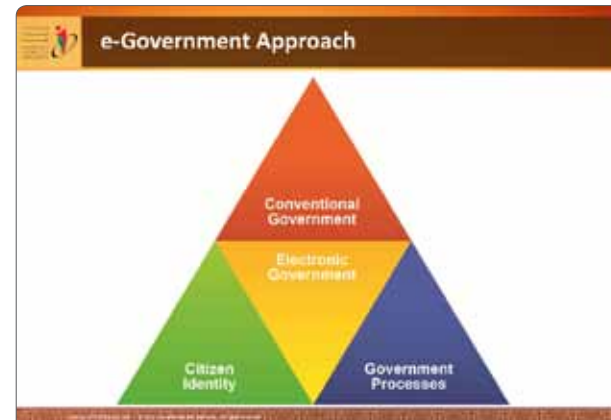 e-Government Approach
Conventional
Government
Electronic
Government
Citizen
Identity
Government
Processes